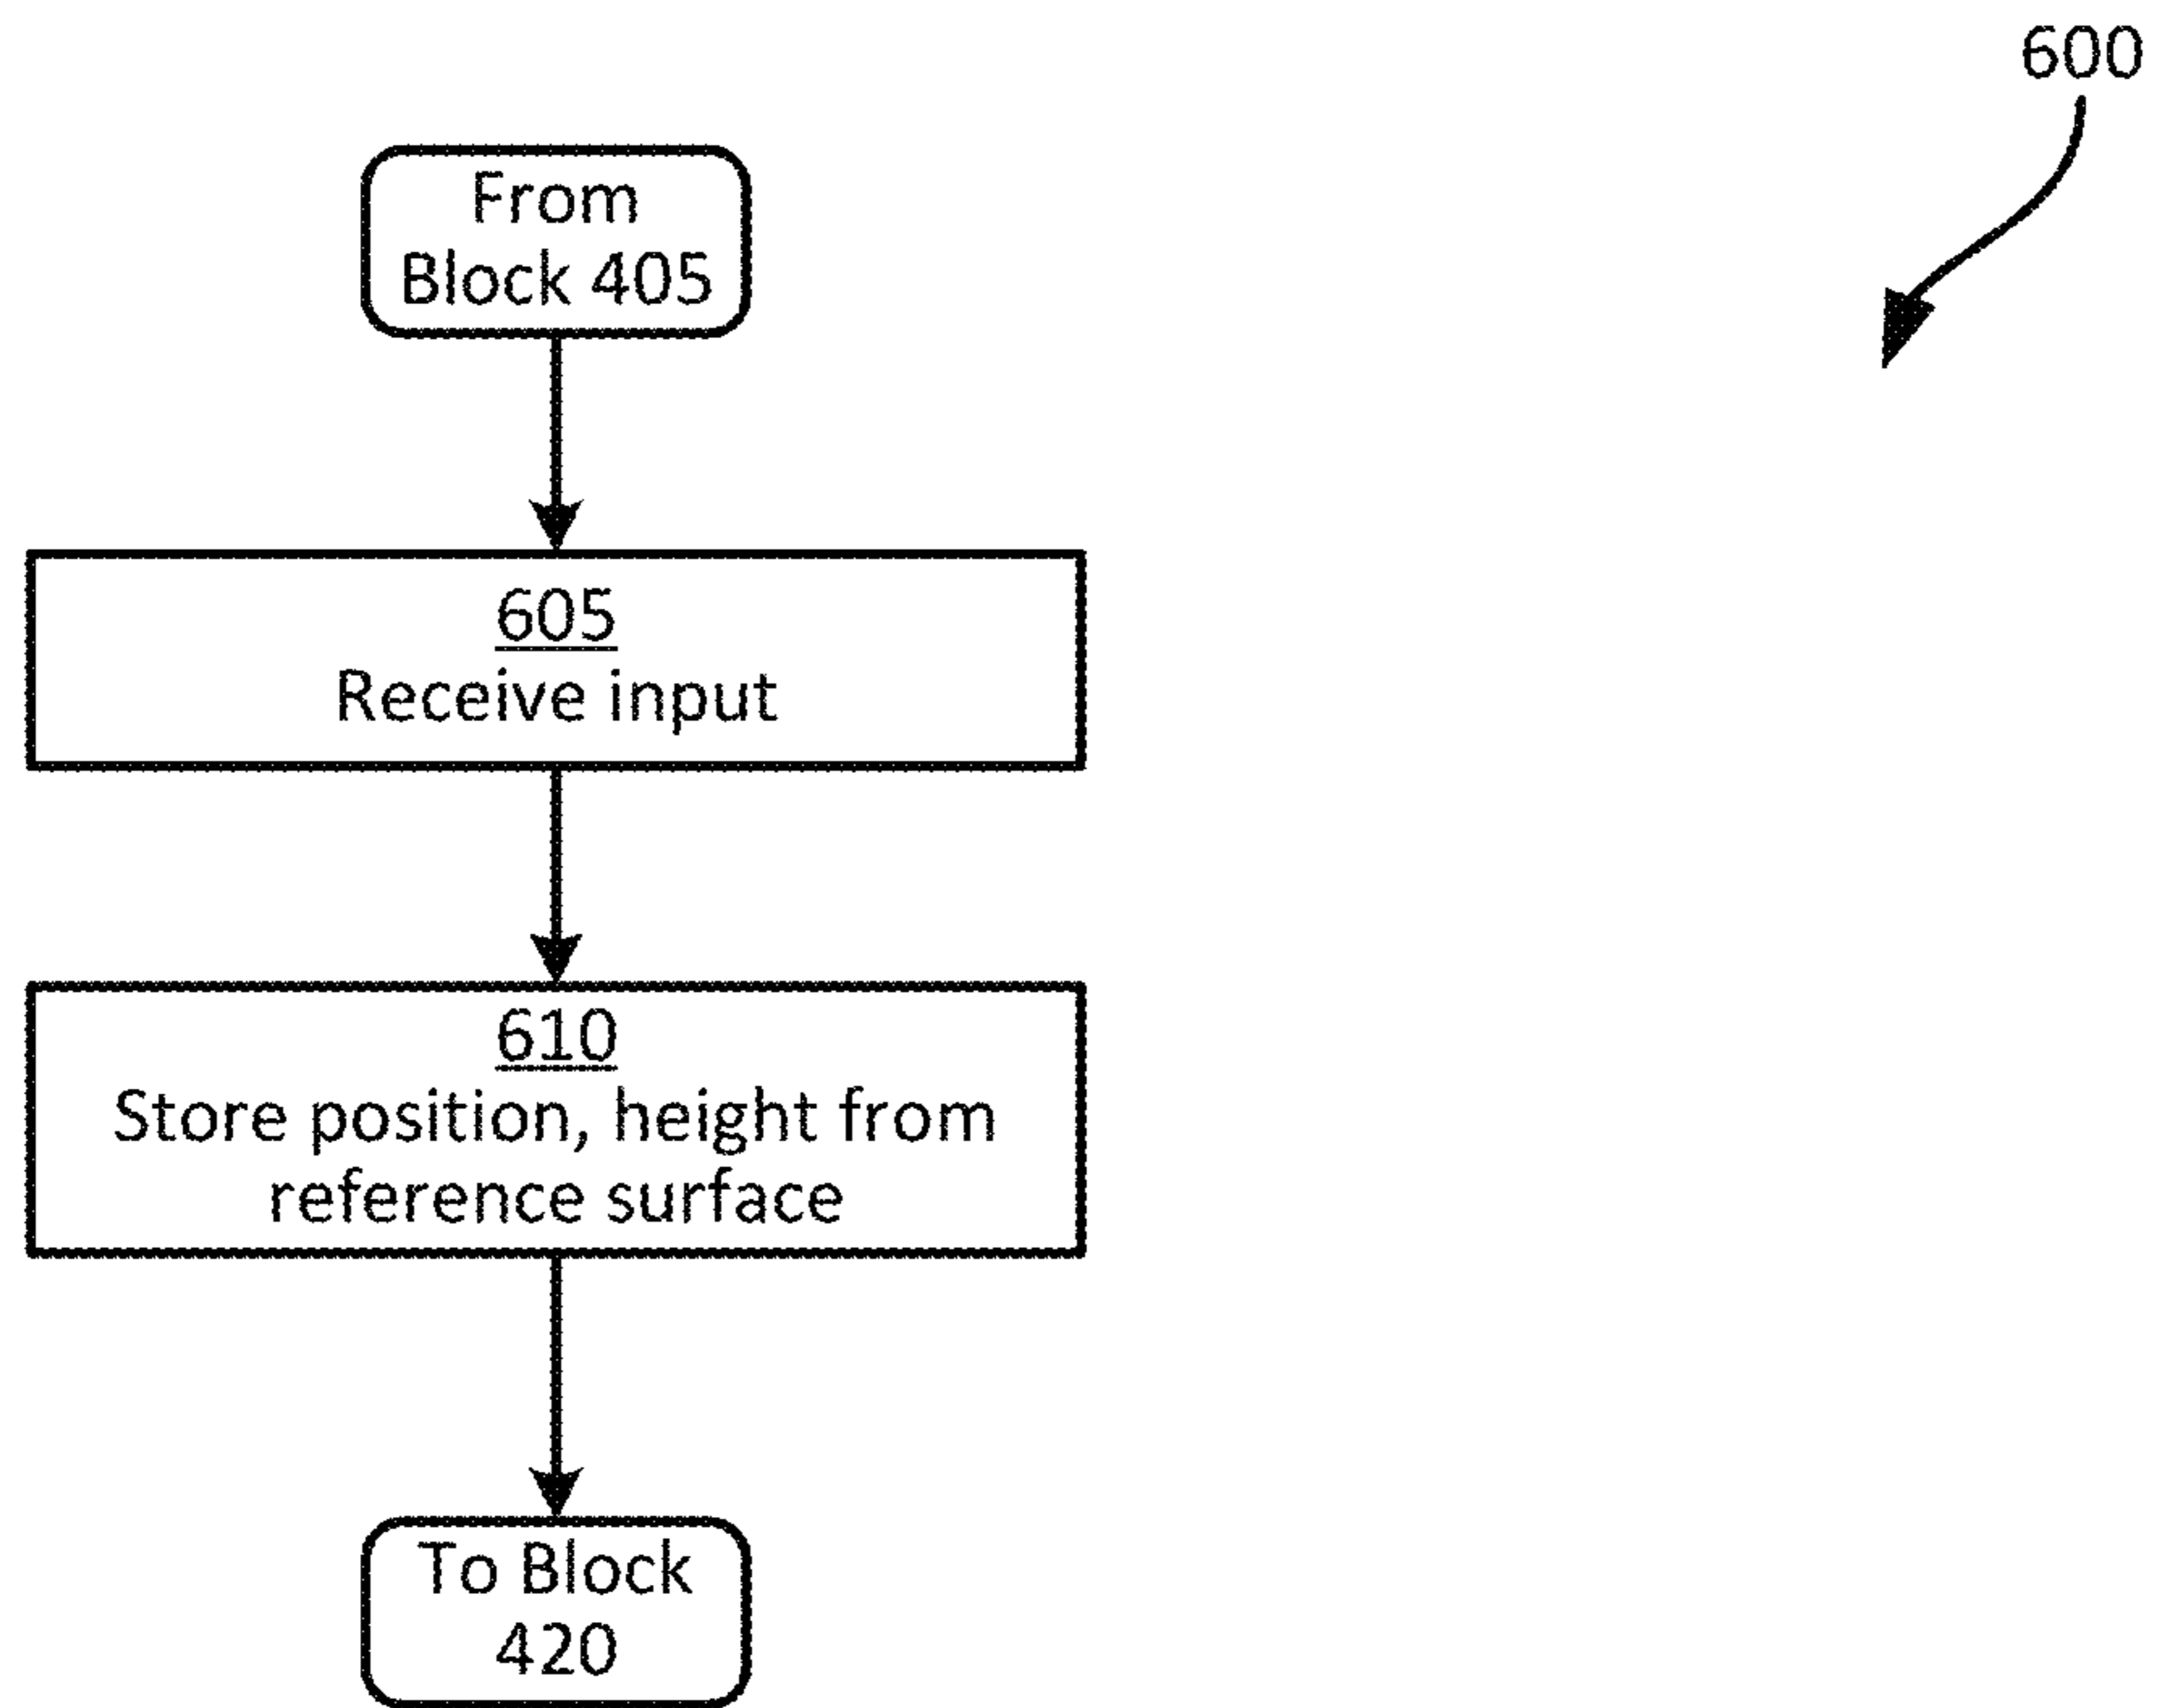 600
From
Block 405
605
Receive input
610
Store position, height from
reference surface
To Block
420